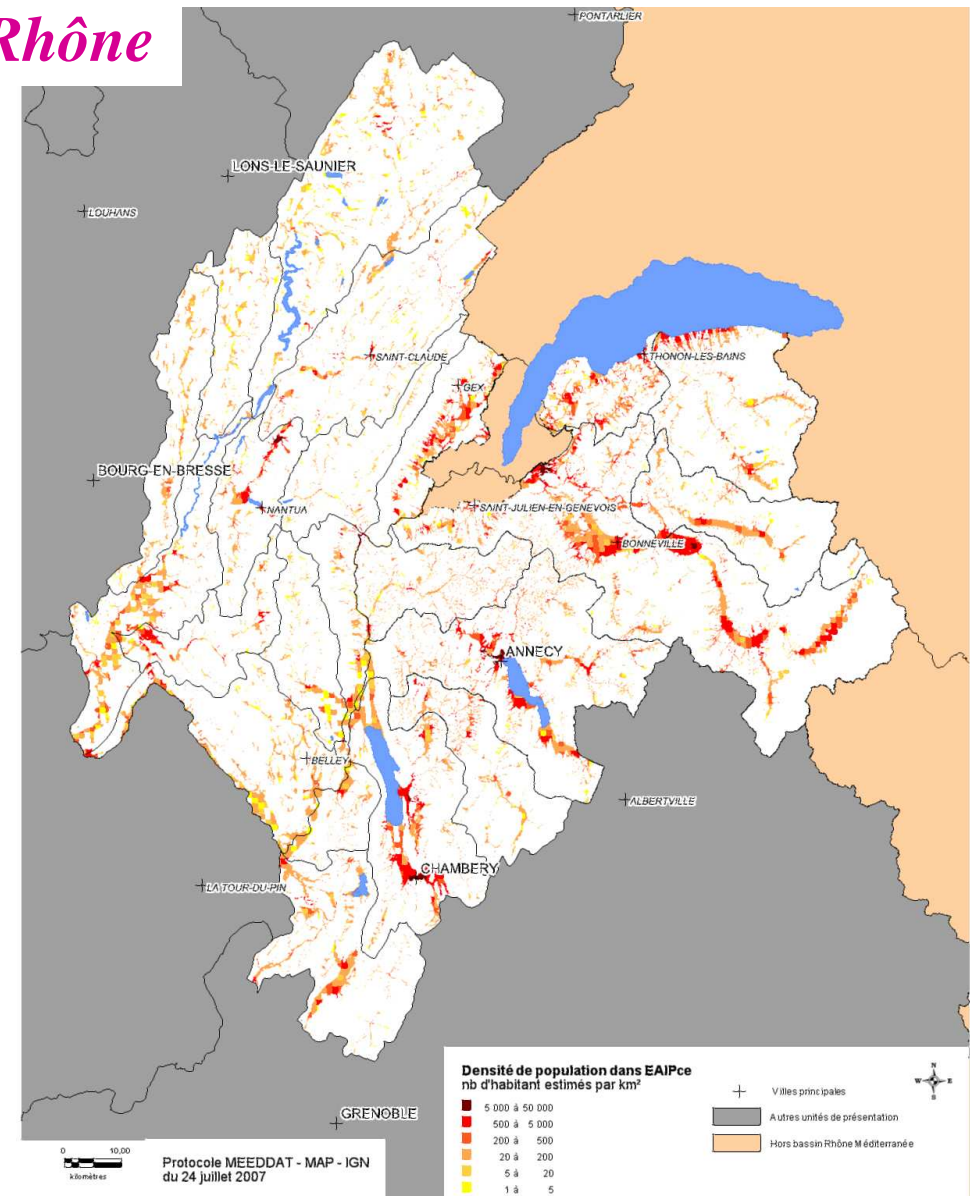 Rhône
PONTARLIER
LONS-LE-SAUNIER
LOUHANS
SAINT-CLAUDE
THONON-LES-BAINS
GEX
BOURG-EN-BRESSE
NANTUA
SAINT-JULIEN-EN-GENEVOIS
BONNEVILLE
ANNECY
BELLEY
ALBERTVILLE
CHAMBERY
LA TOUR-DU-PIN
GRENOBLE
0 10,00
kilomètres
Protocole MEEDDAT - MAP - IGN
du 24 juillet 2007
Densité de population dans EAIPce
nb d'habitant estimés par km²
5 000 à 50 000
500 à 5 000
200 à 500
20 à 200
5 à 20
1 à 5
Villes principales
Autres unités de présentation
Hors bassin Rhône Méditerranée
N
W E
S